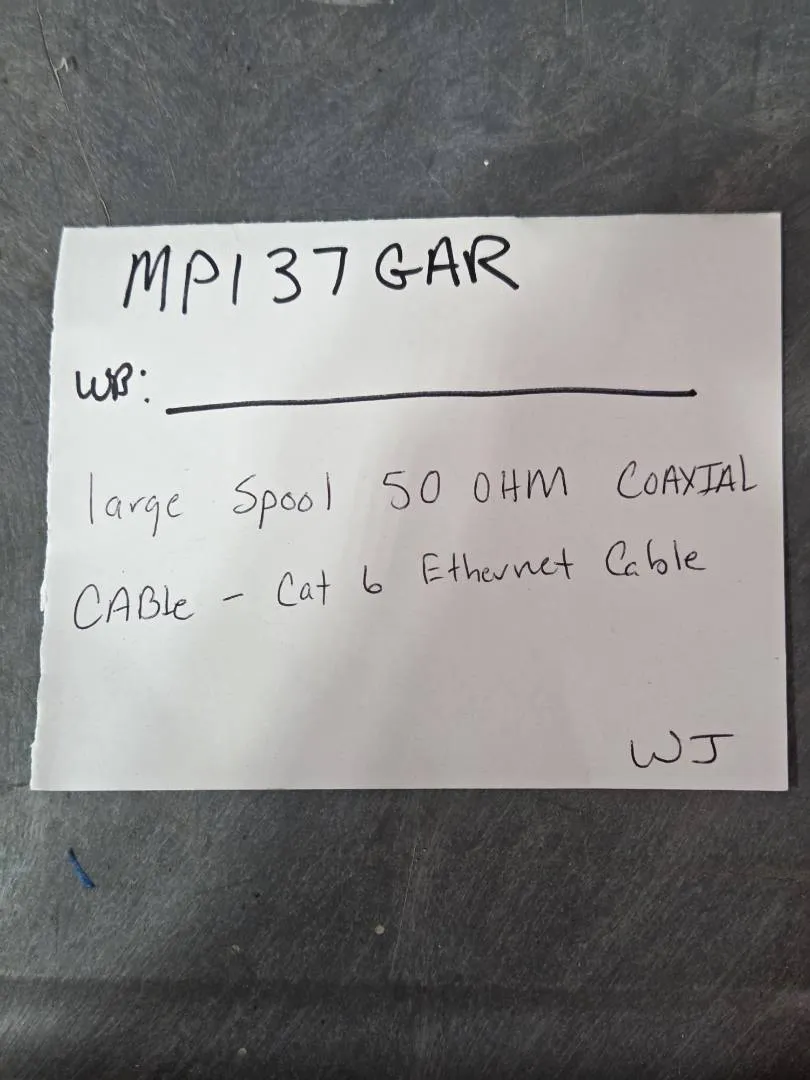 MP137GAR
WB:
large Spool 50 OHM COAXIAL
CABle - Cat 6 Ethernet Cable
WJ